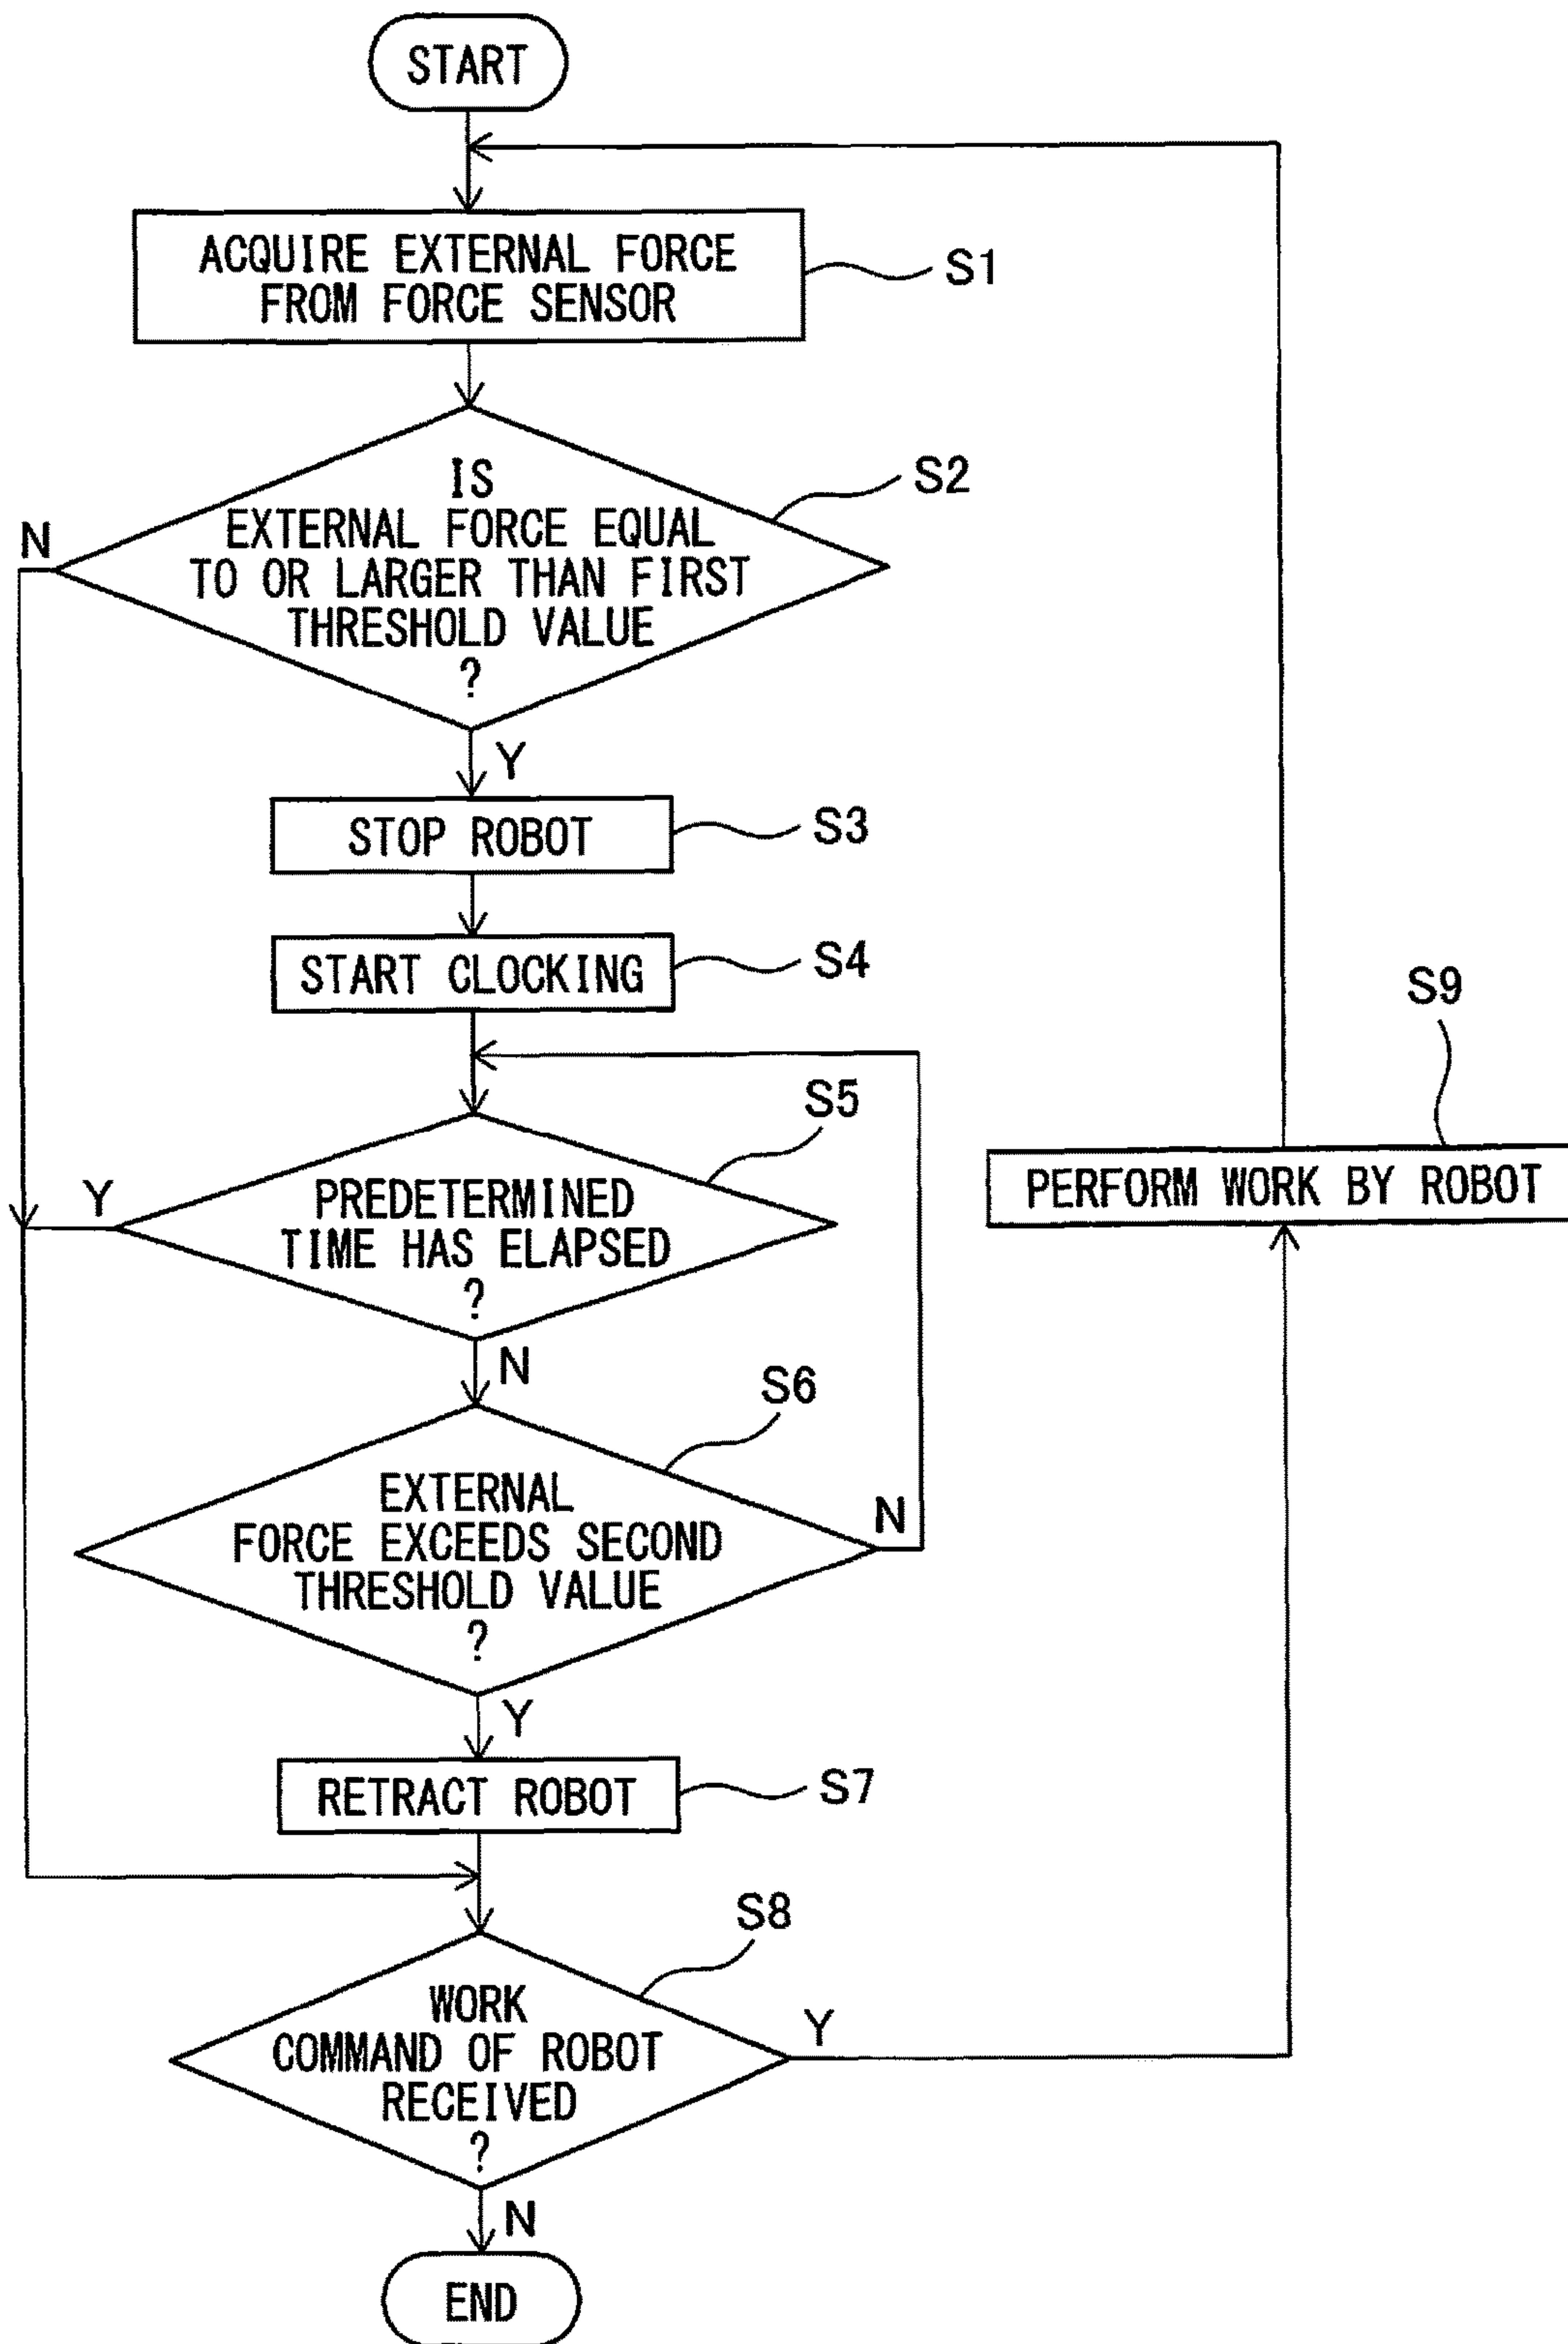 START
ACQUIRE EXTERNAL FORCE
FROM FORCE SENSOR
S1
IS
EXTERNAL FORCE EQUAL
TO OR LARGER THAN FIRST
THRESHOLD VALUE
?
S2
N
Y
STOP ROBOT
S3
START CLOCKING
S4
S9
PERFORM WORK BY ROBOT
S5
PREDETERMINED
TIME HAS ELAPSED
?
Y
N
S6
EXTERNAL
FORCE EXCEEDS SECOND
THRESHOLD VALUE
?
N
Y
RETRACT ROBOT
S7
S8
WORK
COMMAND OF ROBOT
RECEIVED
?
Y
N
END